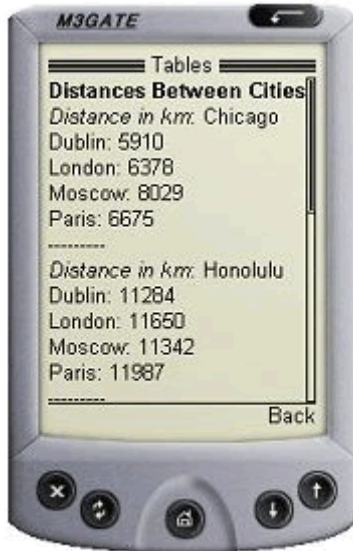 M3GATE
Tables
Distances Between Cities
Distance in km: Chicago
Dublin: 5910
London: 6378
Moscow: 8029
Paris: 6675
---------
Distance in km: Honolulu
Dublin: 11284
London: 11650
Moscow: 11342
Paris: 11987
---------
Back